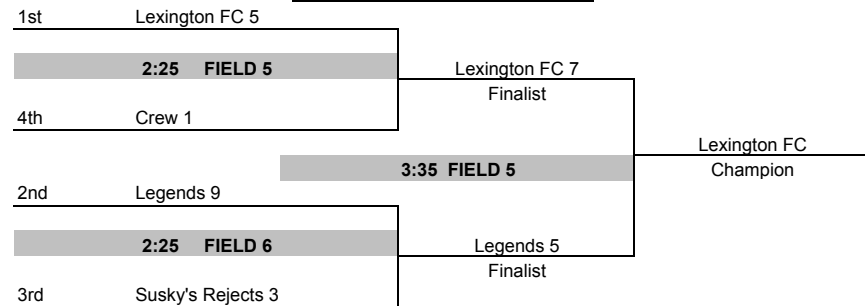 1st Lexington FC 5
2:25 FIELD 5
Lexington FC 7
Finalist
4th Crew 1
Lexington FC
3:35 FIELD 5
Champion
2nd Legends 9
2:25 FIELD 6
Legends 5
Finalist
3rd Susky's Rejects 3